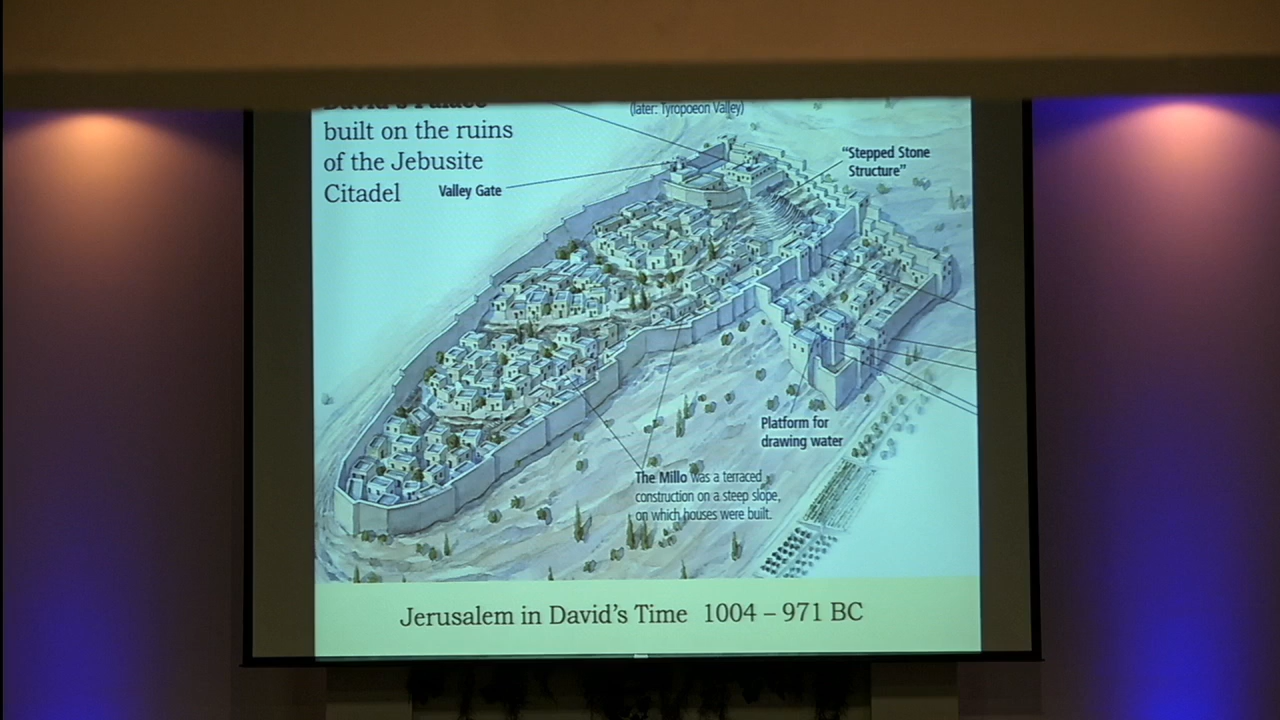 David's Palace
built on the ruins
of the Jebusite
Citadel
(later: Tyropoeon Valley)
Valley Gate
"Stepped Stone
Structure"
Platform for
drawing water
The Millo was a terraced
construction on a steep slope,
on which houses were built.
Jerusalem in David's Time 1004 – 971 BC